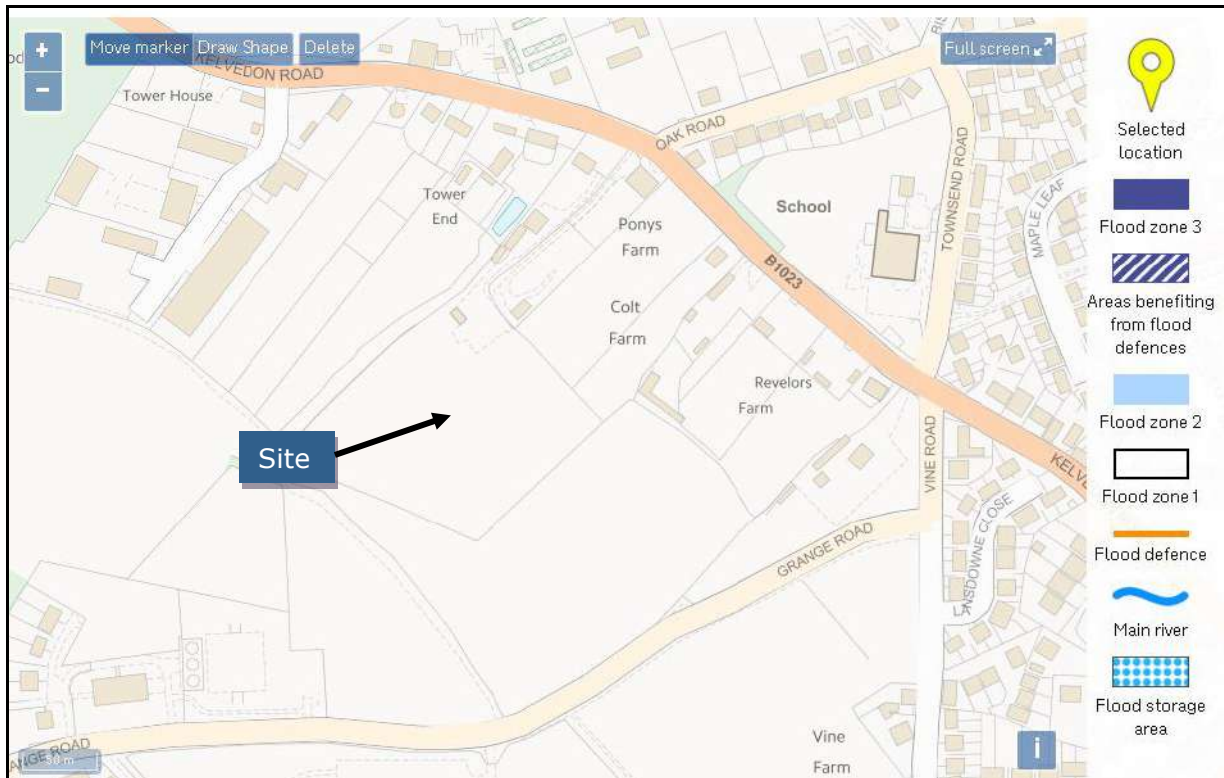 +
−
Move marker
Draw Shape
Delete
Full screen
KELVEDON ROAD
Tower House
OAK ROAD
Tower
End
Ponys
Farm
School
TOWNSEND ROAD
MAPLE LEAF
B1023
Colt
Farm
Revelors
Farm
Site
VINE ROAD
KELV
GRANGE ROAD
LANSDOWNE CLOSE
Vine
Farm
ANGE ROAD
50 m
i
Selected
location
Flood zone 3
Areas benefiting
from flood
defences
Flood zone 2
Flood zone 1
Flood defence
Main river
Flood storage
area